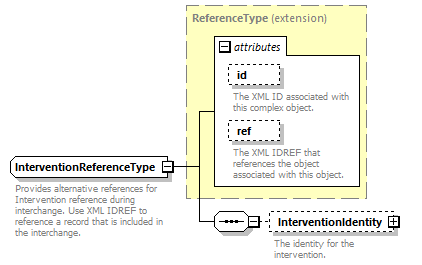 ReferenceType (extension)
attributes
id
The XML ID associated with
this complex object.
ref
The XML IDREF that
references the object
associated with this object.
InterventionReferenceType
Provides alternative references for
Intervention reference during
interchange. Use XML IDREF to
reference a record that is included in
the interchange.
InterventionIdentity
The identity for the
intervention.